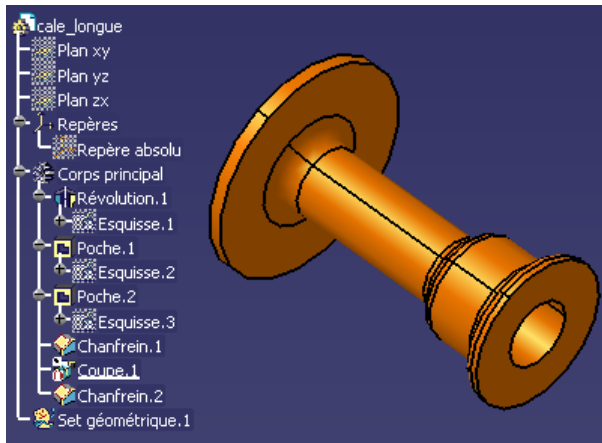 cale_longue
Plan xy
Plan yz
Plan zx
Repères
Repère absolu
Corps principal
Révolution.1
Esquisse.1
Poche.1
Esquisse.2
Poche.2
Esquisse.3
Chanfrein.1
Coupe.1
Chanfrein.2
Set géométrique.1